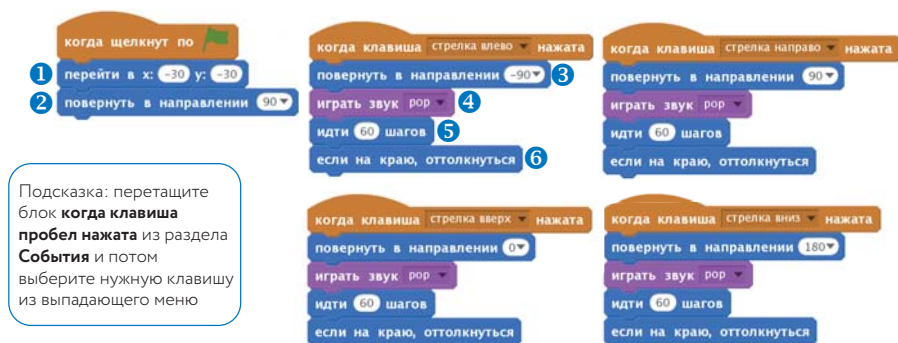 когда щелкнут по
1 перейти в x: -30 y: -30
2 повернуть в направлении 90
когда клавиша стрелка влево нажата
повернуть в направлении -90 3
играть звук pop 4
идти 60 шагов 5
если на краю, оттолкнуться 6
когда клавиша стрелка направо нажата
повернуть в направлении 90
играть звук pop
идти 60 шагов
если на краю, оттолкнуться
Подсказка: перетащите
блок когда клавиша
пробел нажата из раздела
События и потом
выберите нужную клавишу
из выпадающего меню
когда клавиша стрелка вверх нажата
повернуть в направлении 0
играть звук pop
идти 60 шагов
если на краю, оттолкнуться
когда клавиша стрелка вниз нажата
повернуть в направлении 180
играть звук pop
идти 60 шагов
если на краю, оттолкнуться